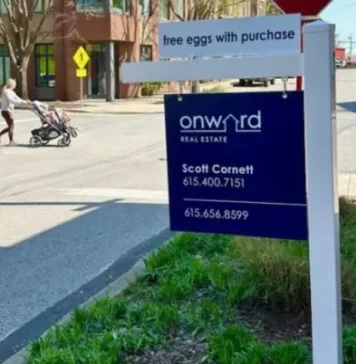 free eggs with purchase
onward
REAL ESTATE
Scott Cornett
615.400.7151
615.656.8599